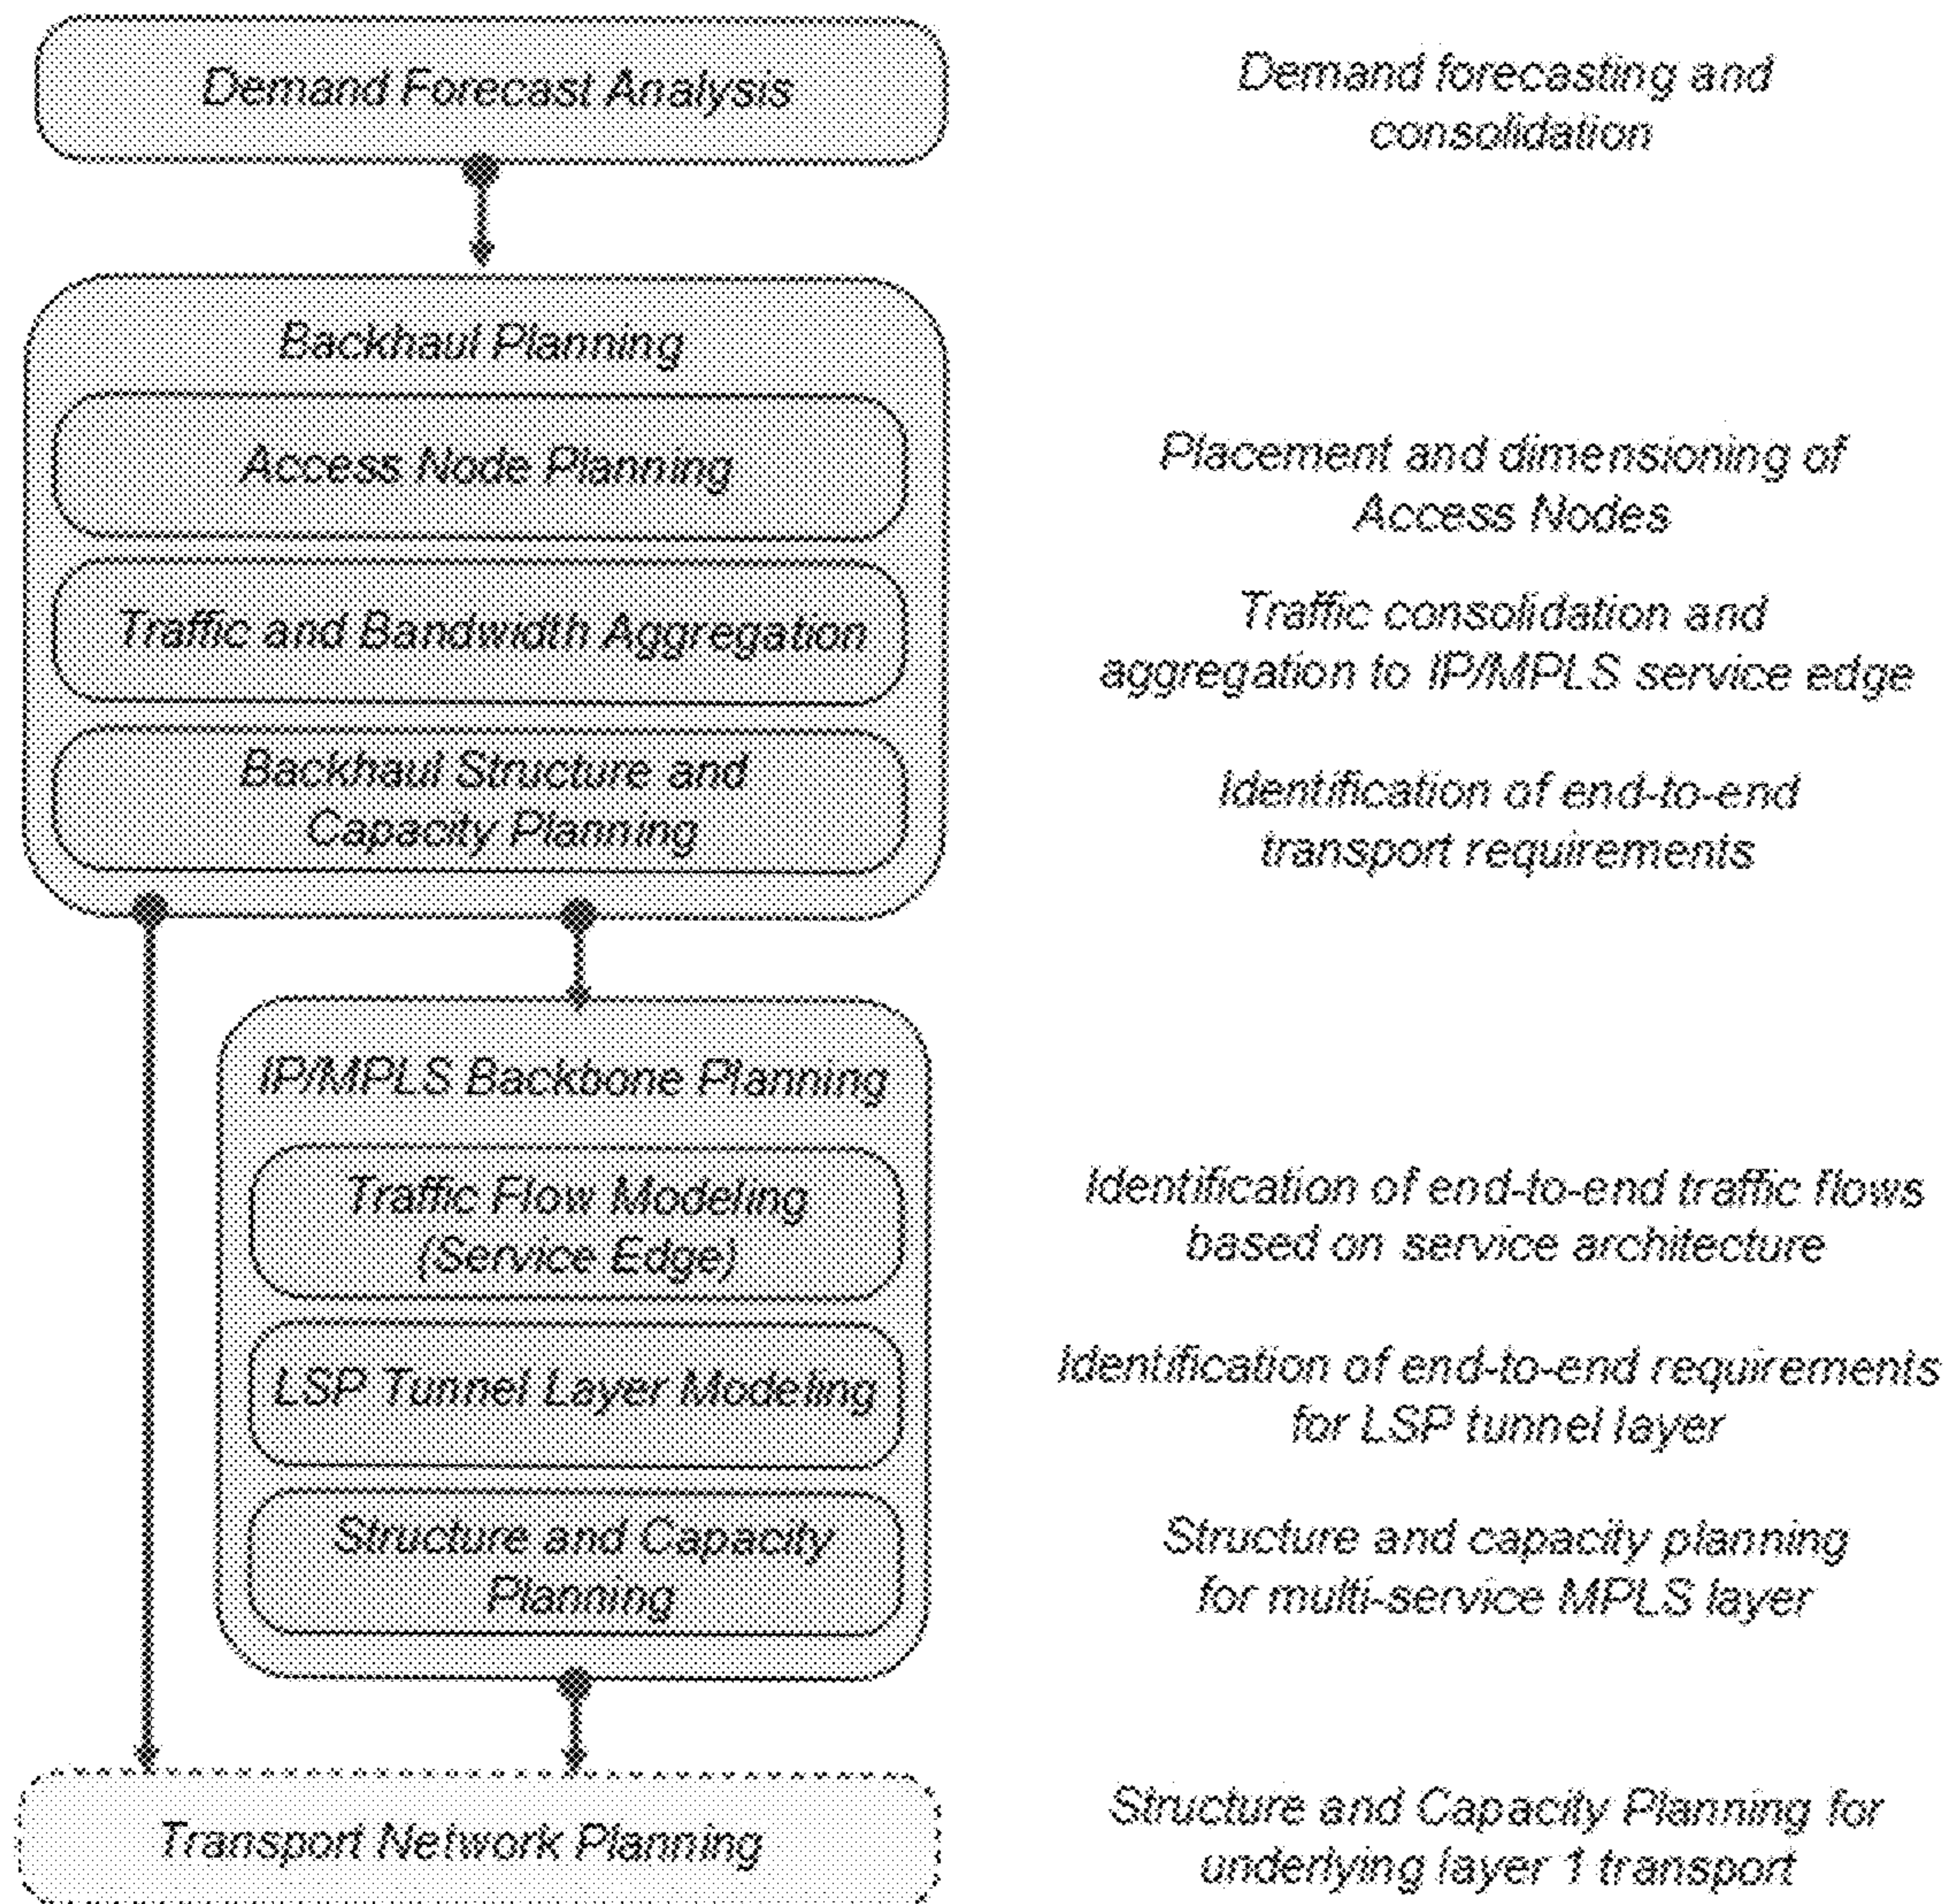 Demand Forecast Analysis
Demand forecasting and
consolidation
Backhaul Planning
Access Node Planning
Placement and dimensioning of
Access Nodes
Traffic and Bandwidth Aggregation
Traffic consolidation and
aggregation to IP/MPLS service edge
Backhaul Structure and
Capacity Planning
Identification of end-to-end
transport requirements
IP/MPLS Backbone Planning
Traffic Flow Modeling
(Service Edge)
Identification of end-to-end traffic flows
based on service architecture
LSP Tunnel Layer Modeling
Identification of end-to-end requirements
for LSP tunnel layer
Structure and Capacity
Planning
Structure and capacity planning
for multi-service MPLS layer
Transport Network Planning
Structure and Capacity Planning for
underlying layer 1 transport